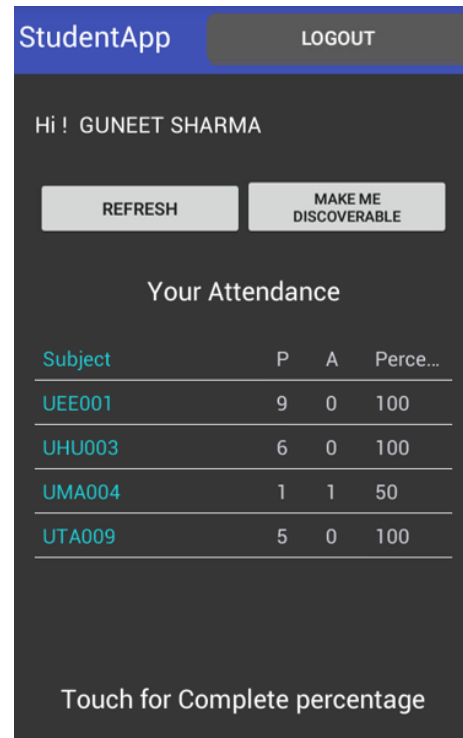 StudentApp LOGOUT
Hi ! GUNEET SHARMA
REFRESH
MAKE ME
DISCOVERABLE
Your Attendance
Subject P A Perce...
UEE001 9 0 100
UHU003 6 0 100
UMA004 1 1 50
UTA009 5 0 100
Touch for Complete percentage